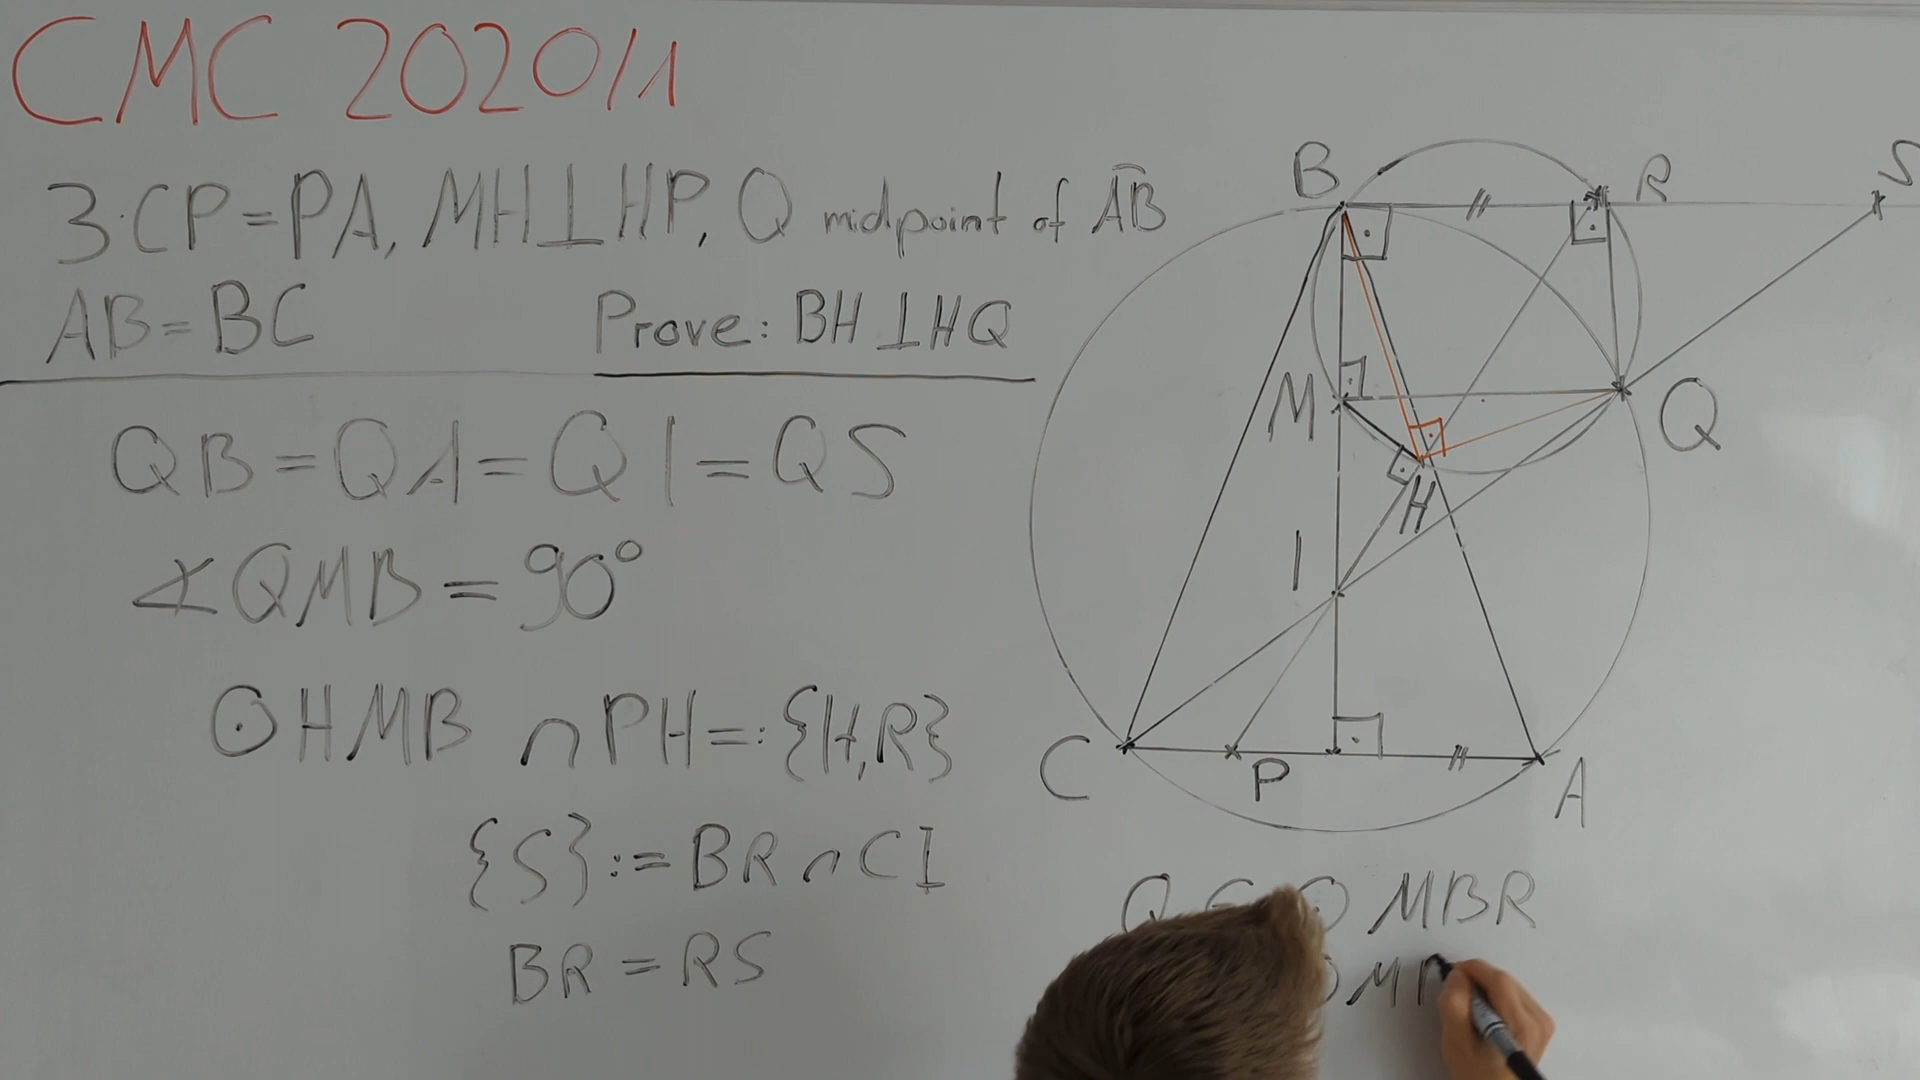 CMC 2020/1
3·CP=PA, MH⊥HP, Q midpoint of AB
AB=BC
Prove: BH⊥HQ
QB=QA=QI=QS
∢QMB=90°
⊙HMB ∩ PH=:{H,R}
{S}:=BR∩CI
BR=RS
B
R
S
M
Q
H
I
C
P
A
Q MBR
M